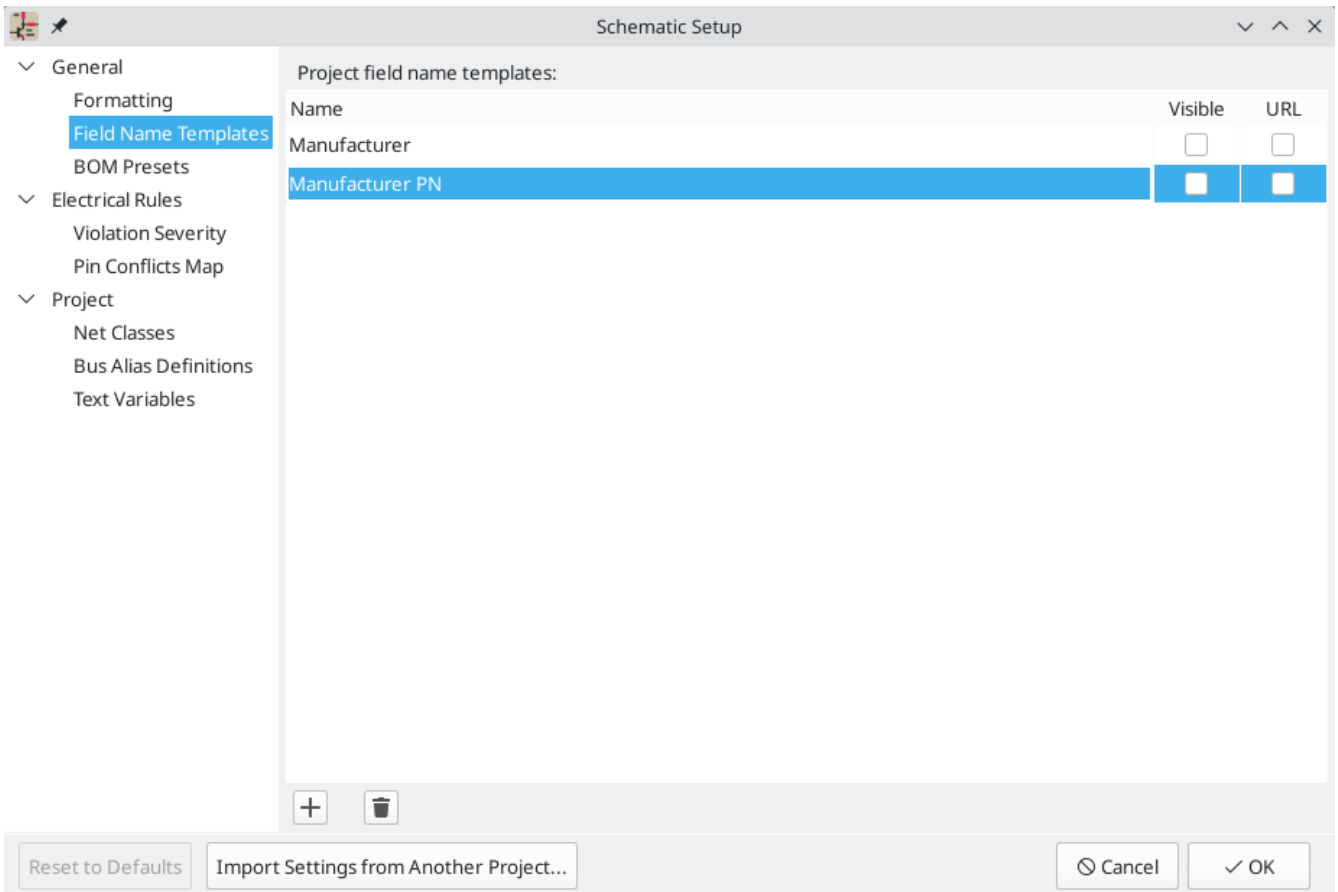 Schematic Setup
General
Formatting
Field Name Templates
BOM Presets
Electrical Rules
Violation Severity
Pin Conflicts Map
Project
Net Classes
Bus Alias Definitions
Text Variables
Project field name templates:
Name Visible URL
Manufacturer
Manufacturer PN
Reset to Defaults Import Settings from Another Project... Cancel OK